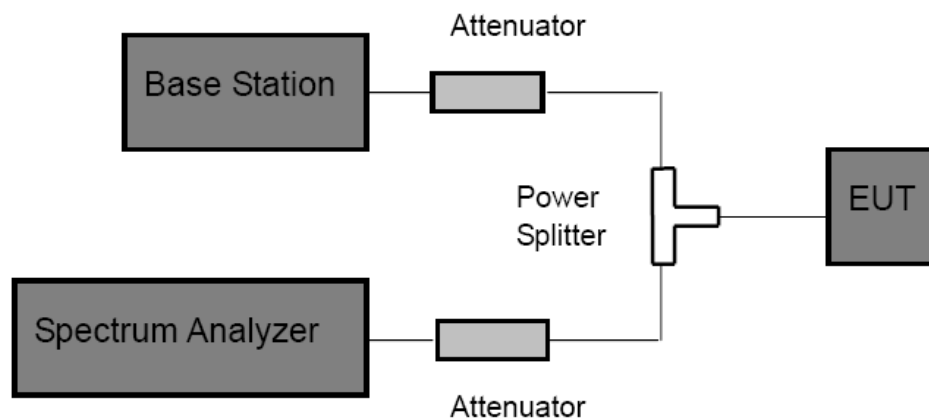 Attenuator
Base Station
Power
Splitter
EUT
Spectrum Analyzer
Attenuator